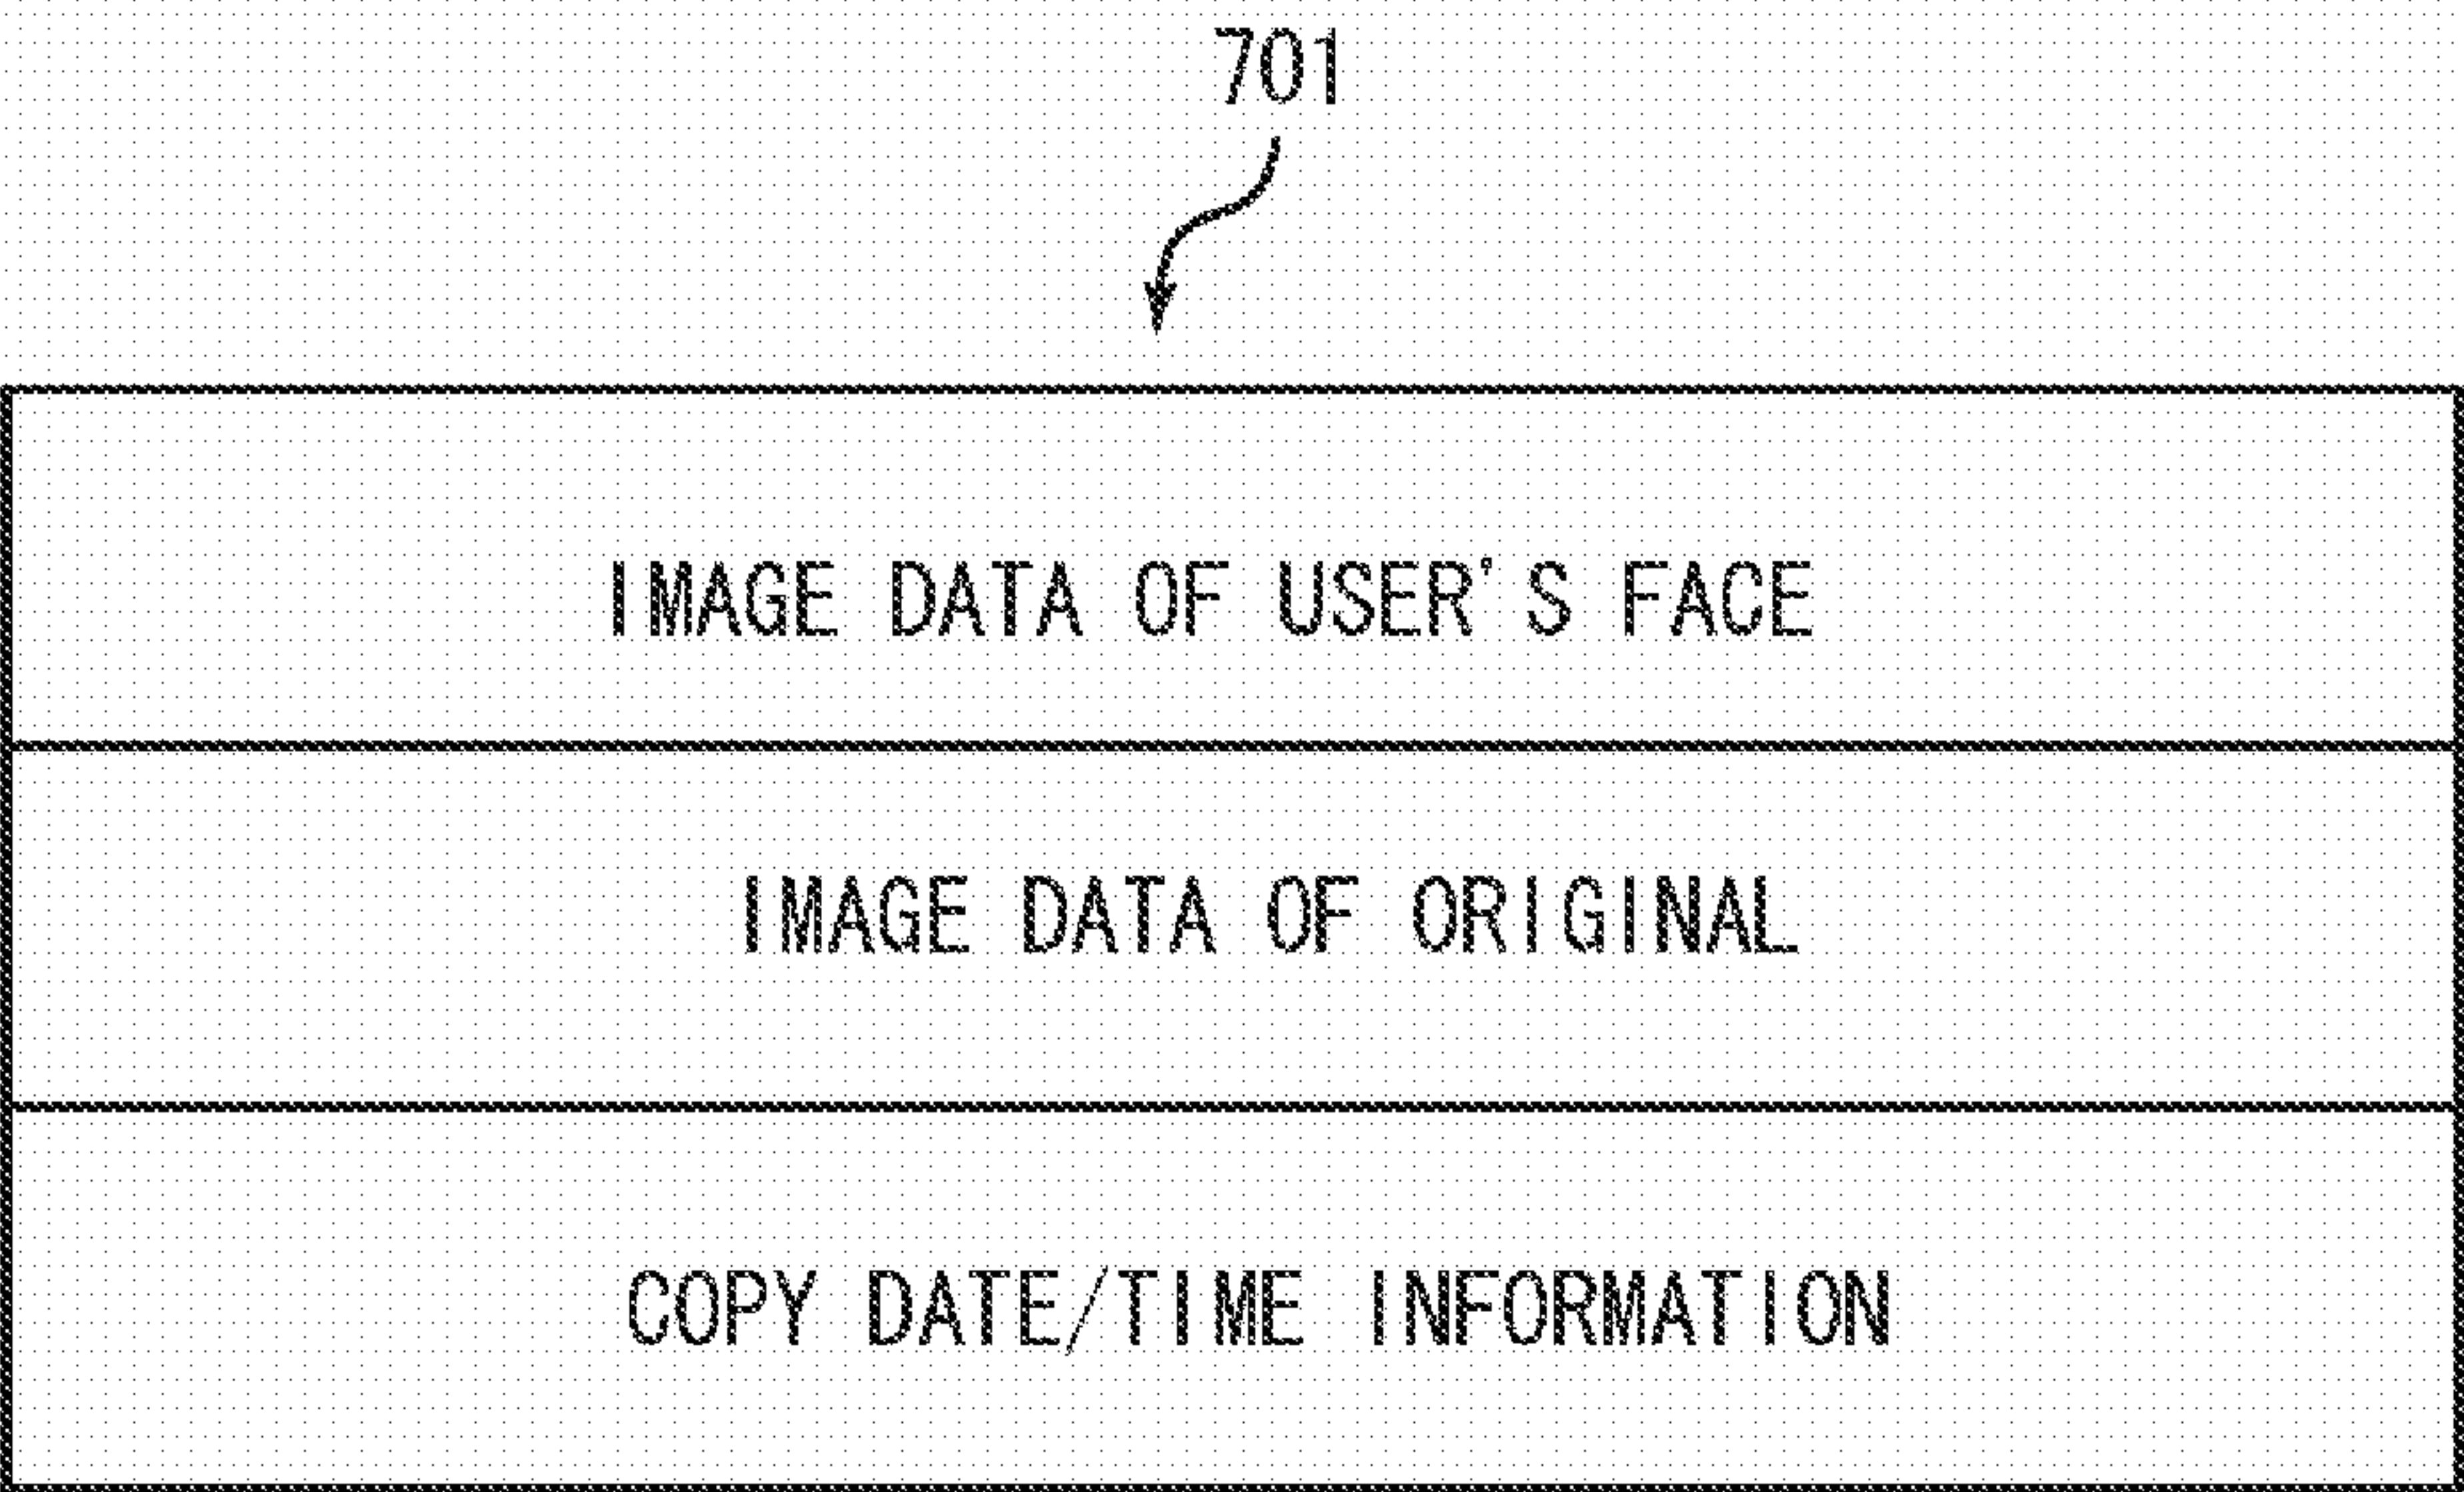 701
IMAGE DATA OF USER'S FACE
IMAGE DATA OF ORIGINAL
COPY DATE/TIME INFORMATION